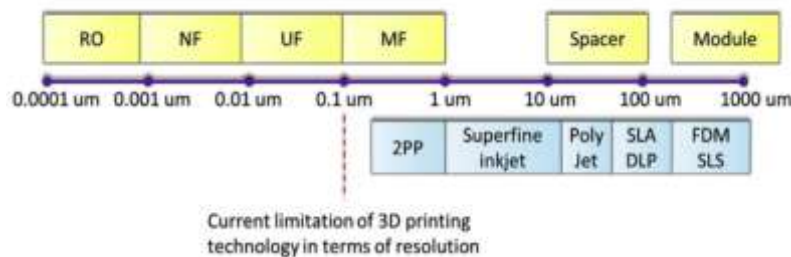 RO NF UF MF Spacer Module
0.0001 um 0.001 um 0.01 um 0.1 um 1 um 10 um 100 um 1000 um
2PP
Superfine
inkjet
Poly
Jet
SLA
DLP
FDM
SLS
Current limitation of 3D printing
technology in terms of resolution